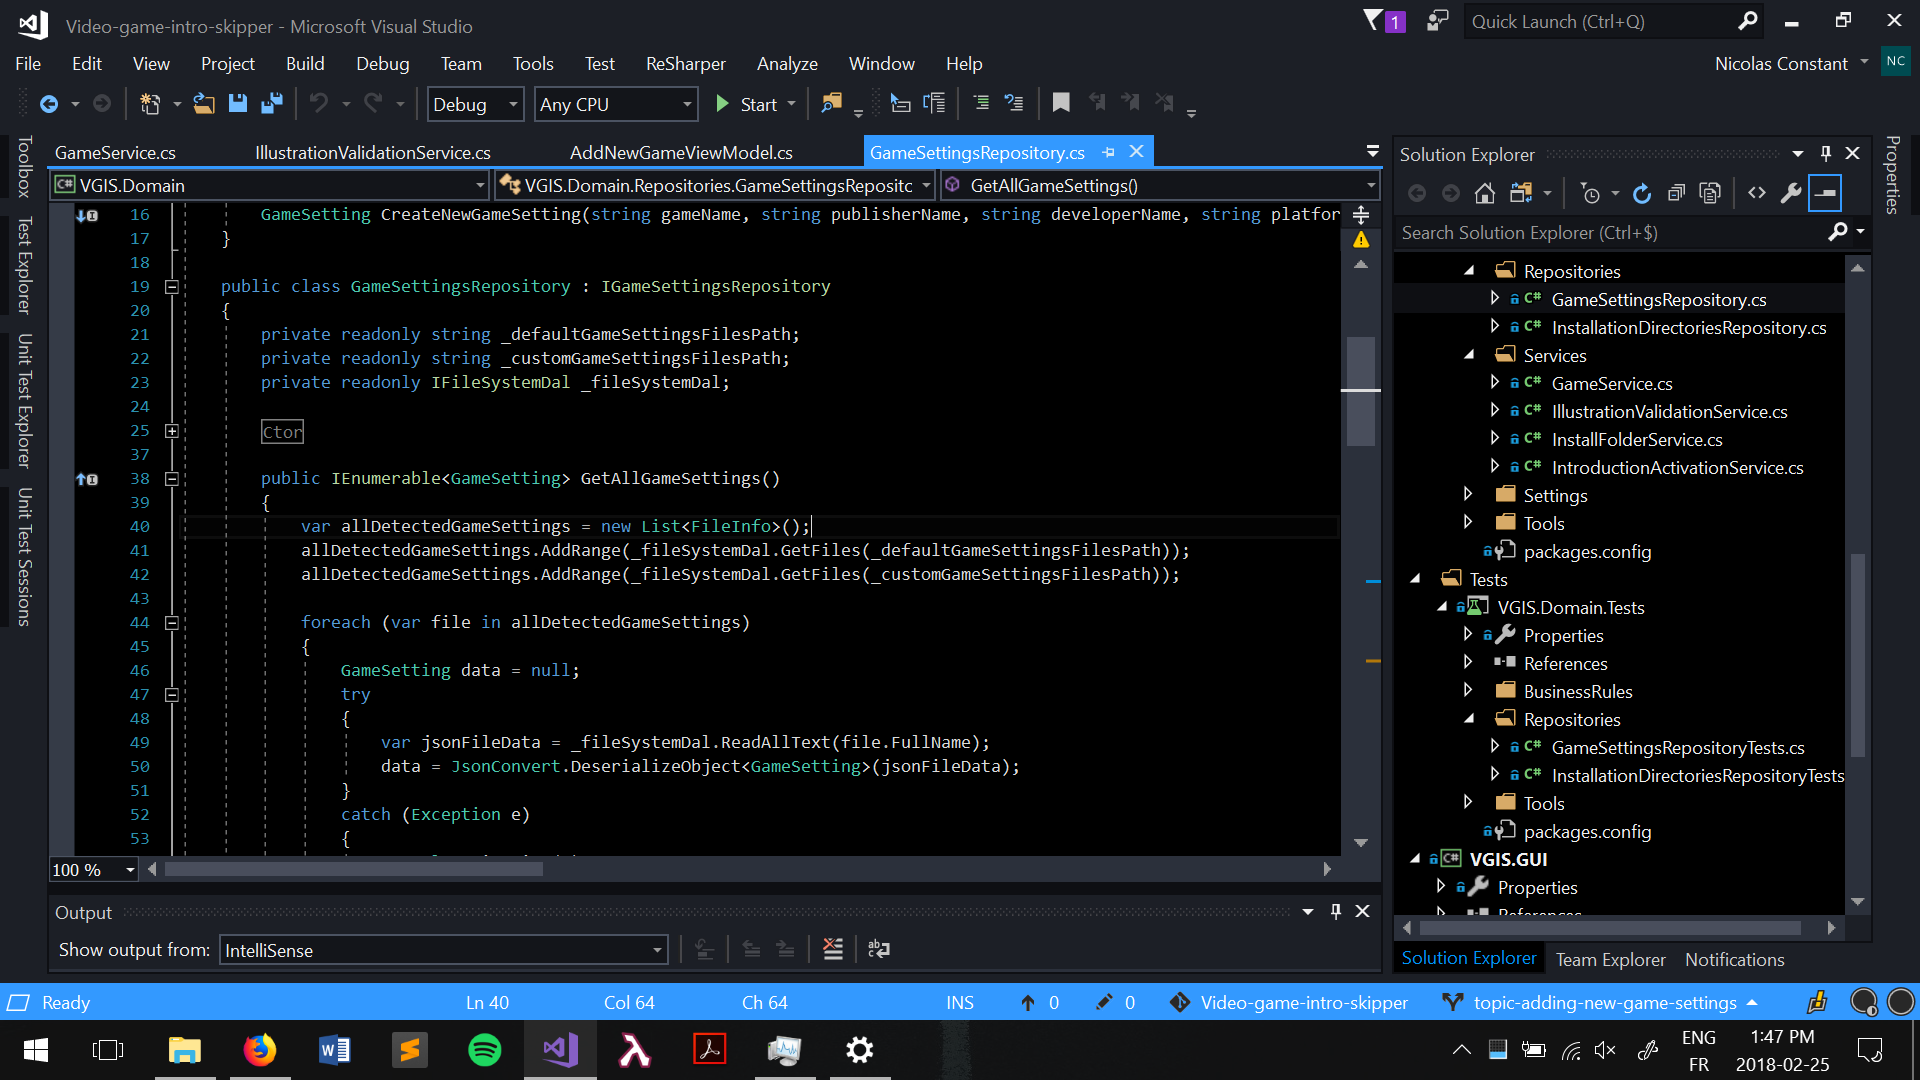 Video-game-intro-skipper - Microsoft Visual Studio
1
Quick Launch (Ctrl+Q)
File Edit View Project Build Debug Team Tools Test ReSharper Analyze Window Help
Nicolas Constant NC
Debug Any CPU Start
Toolbox
Test Explorer
Unit Test Explorer
Unit Test Sessions
GameService.cs IllustrationValidationService.cs AddNewGameViewModel.cs GameSettingsRepository.cs
C# VGIS.Domain VGIS.Domain.Repositories.GameSettingsRepositc GetAllGameSettings()
16 GameSetting CreateNewGameSetting(string gameName, string publisherName, string developerName, string platfor
17 }
18
19 public class GameSettingsRepository : IGameSettingsRepository
20 {
21 private readonly string _defaultGameSettingsFilesPath;
22 private readonly string _customGameSettingsFilesPath;
23 private readonly IFileSystemDal _fileSystemDal;
24
25 Ctor
37
38 public IEnumerable<GameSetting> GetAllGameSettings()
39 {
40 var allDetectedGameSettings = new List<FileInfo>();
41 allDetectedGameSettings.AddRange(_fileSystemDal.GetFiles(_defaultGameSettingsFilesPath));
42 allDetectedGameSettings.AddRange(_fileSystemDal.GetFiles(_customGameSettingsFilesPath));
43
44 foreach (var file in allDetectedGameSettings)
45 {
46 GameSetting data = null;
47 try
48 {
49 var jsonFileData = _fileSystemDal.ReadAllText(file.FullName);
50 data = JsonConvert.DeserializeObject<GameSetting>(jsonFileData);
51 }
52 catch (Exception e)
53 {
100 %
Output
Show output from: IntelliSense
Solution Explorer
Search Solution Explorer (Ctrl+$)
Repositories
C# GameSettingsRepository.cs
C# InstallationDirectoriesRepository.cs
Services
C# GameService.cs
C# IllustrationValidationService.cs
C# InstallFolderService.cs
C# IntroductionActivationService.cs
Settings
Tools
packages.config
Tests
VGIS.Domain.Tests
Properties
References
BusinessRules
Repositories
C# GameSettingsRepositoryTests.cs
C# InstallationDirectoriesRepositoryTests
Tools
packages.config
C# VGIS.GUI
Properties
References
Solution Explorer Team Explorer Notifications
Properties
Ready Ln 40 Col 64 Ch 64 INS 0 0 Video-game-intro-skipper topic-adding-new-game-settings
ENG
FR
1:47 PM
2018-02-25